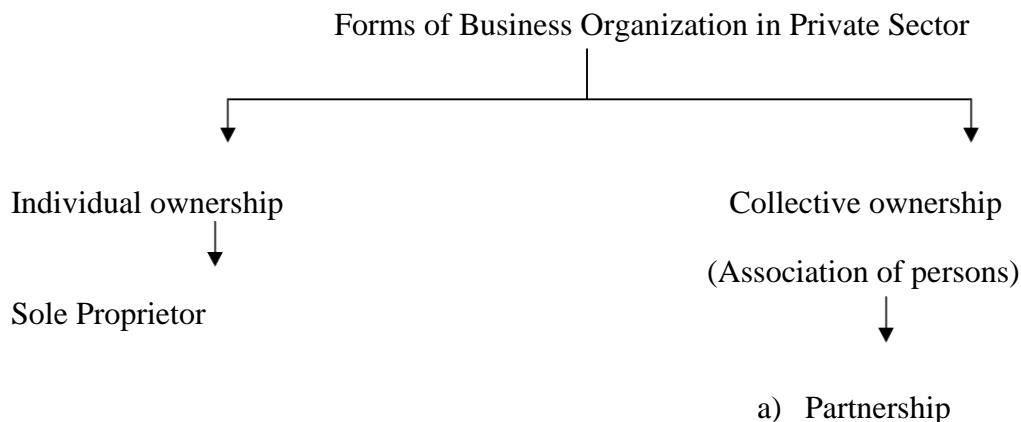 Forms of Business Organization in Private Sector
Individual ownership
Collective ownership
(Association of persons)
Sole Proprietor
a) Partnership